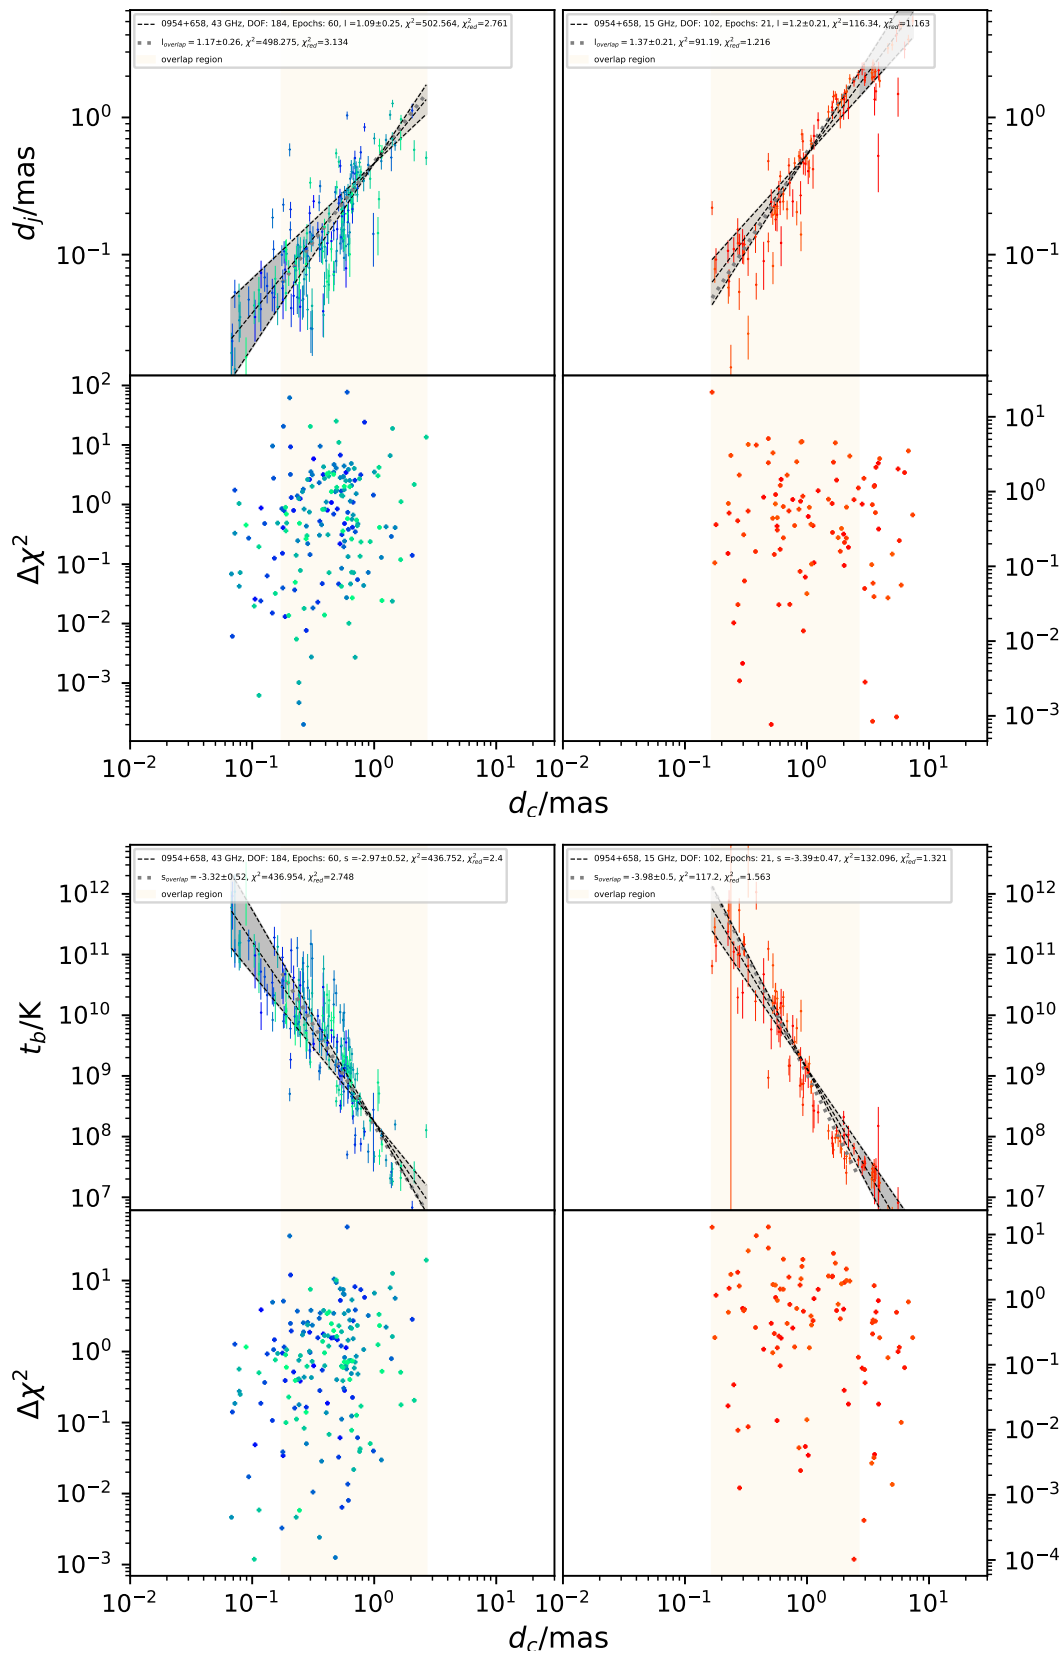 0954+658, 43 GHz, DOF: 184, Epochs: 60, l =1.09±0.25, χ²=502.564, χ²red=2.761
loverlap = 1.17±0.26, χ²=498.275, χ²red=3.134
overlap region
0954+658, 15 GHz, DOF: 102, Epochs: 21, l =1.2±0.21, χ²=116.34, χ²red=1.163
loverlap = 1.37±0.21, χ²=91.19, χ²red=1.216
overlap region
10⁰
10⁻¹
dj/mas
10⁰
10⁻¹
10²
10¹
10⁰
10⁻¹
10⁻²
10⁻³
Δχ²
10¹
10⁰
10⁻¹
10⁻²
10⁻³
10⁻² 10⁻¹ 10⁰ 10¹ 10⁻² 10⁻¹ 10⁰ 10¹
dc/mas
0954+658, 43 GHz, DOF: 184, Epochs: 60, s =-2.97±0.52, χ²=436.752, χ²red=2.4
soverlap = -3.32±0.52, χ²=436.954, χ²red=2.748
overlap region
0954+658, 15 GHz, DOF: 102, Epochs: 21, s =-3.39±0.47, χ²=132.096, χ²red=1.321
soverlap = -3.98±0.5, χ²=117.2, χ²red=1.563
overlap region
10¹²
10¹¹
10¹⁰
10⁹
10⁸
10⁷
tb/K
10¹²
10¹¹
10¹⁰
10⁹
10⁸
10⁷
10¹
10⁰
10⁻¹
10⁻²
10⁻³
Δχ²
10¹
10⁰
10⁻¹
10⁻²
10⁻³
10⁻⁴
10⁻² 10⁻¹ 10⁰ 10¹ 10⁻² 10⁻¹ 10⁰ 10¹
dc/mas